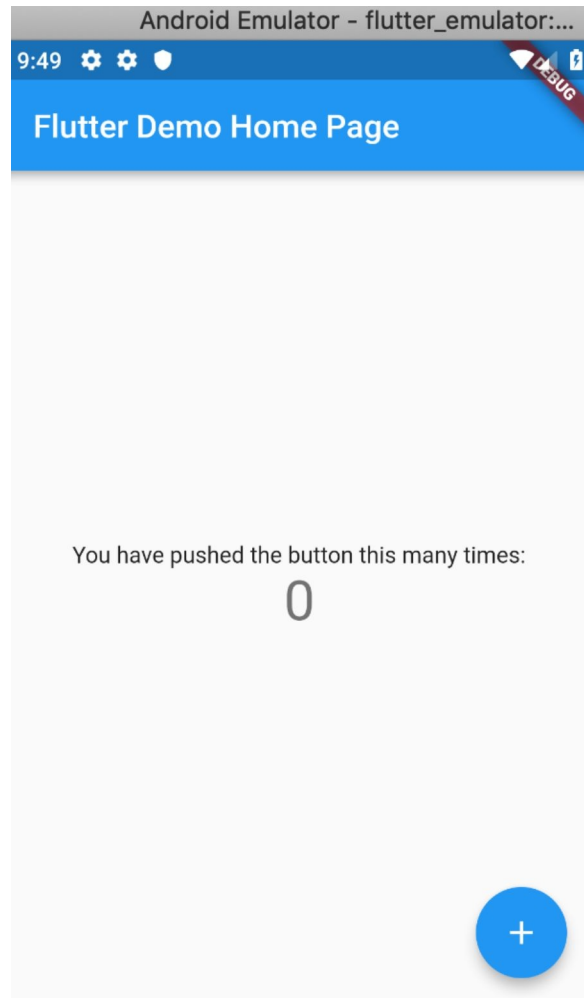 Android Emulator - flutter_emulator:...
9:49
DEBUG
Flutter Demo Home Page
You have pushed the button this many times:
0
+